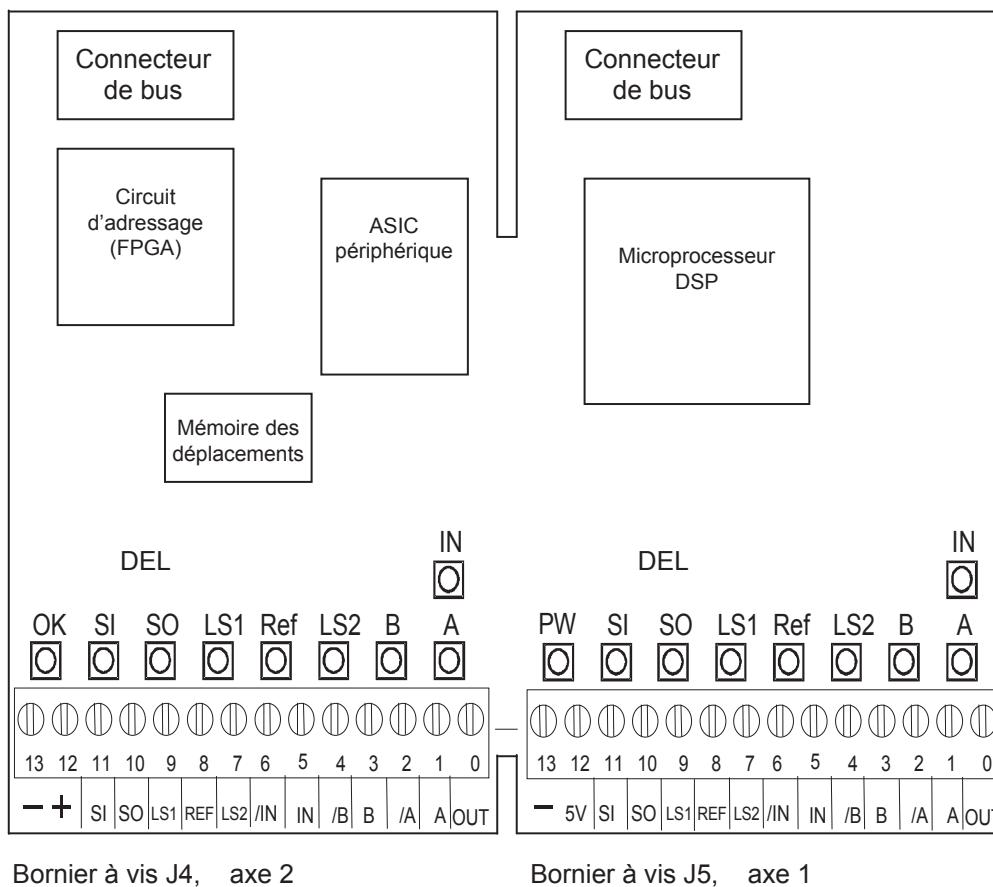 Connecteur
de bus
Circuit
d'adressage
(FPGA)
ASIC
périphérique
Mémoire des
déplacements
DEL
IN
OK SI SO LS1 Ref LS2 B A
13 12 11 10 9 8 7 6 5 4 3 2 1 0
− + SI SO LS1 REF LS2 /IN IN /B B /A A OUT
Bornier à vis J4, axe 2
Connecteur
de bus
Microprocesseur
DSP
DEL
IN
PW SI SO LS1 Ref LS2 B A
13 12 11 10 9 8 7 6 5 4 3 2 1 0
− 5V SI SO LS1 REF LS2 /IN IN /B B /A A OUT
Bornier à vis J5, axe 1